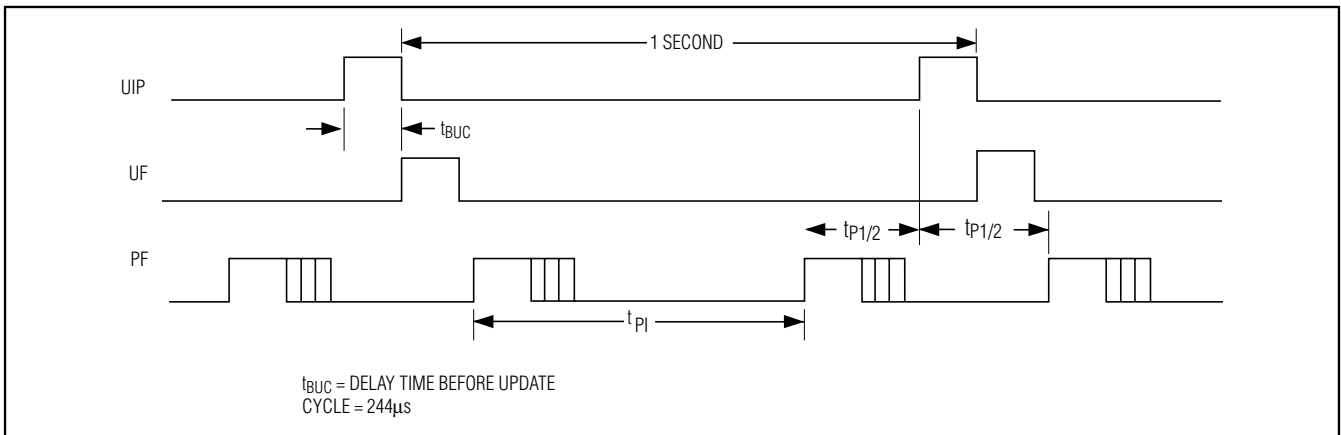 1 SECOND
UIP
tBUC
UF
tP1/2 tP1/2
PF
tPI
tBUC = DELAY TIME BEFORE UPDATE
CYCLE = 244µs